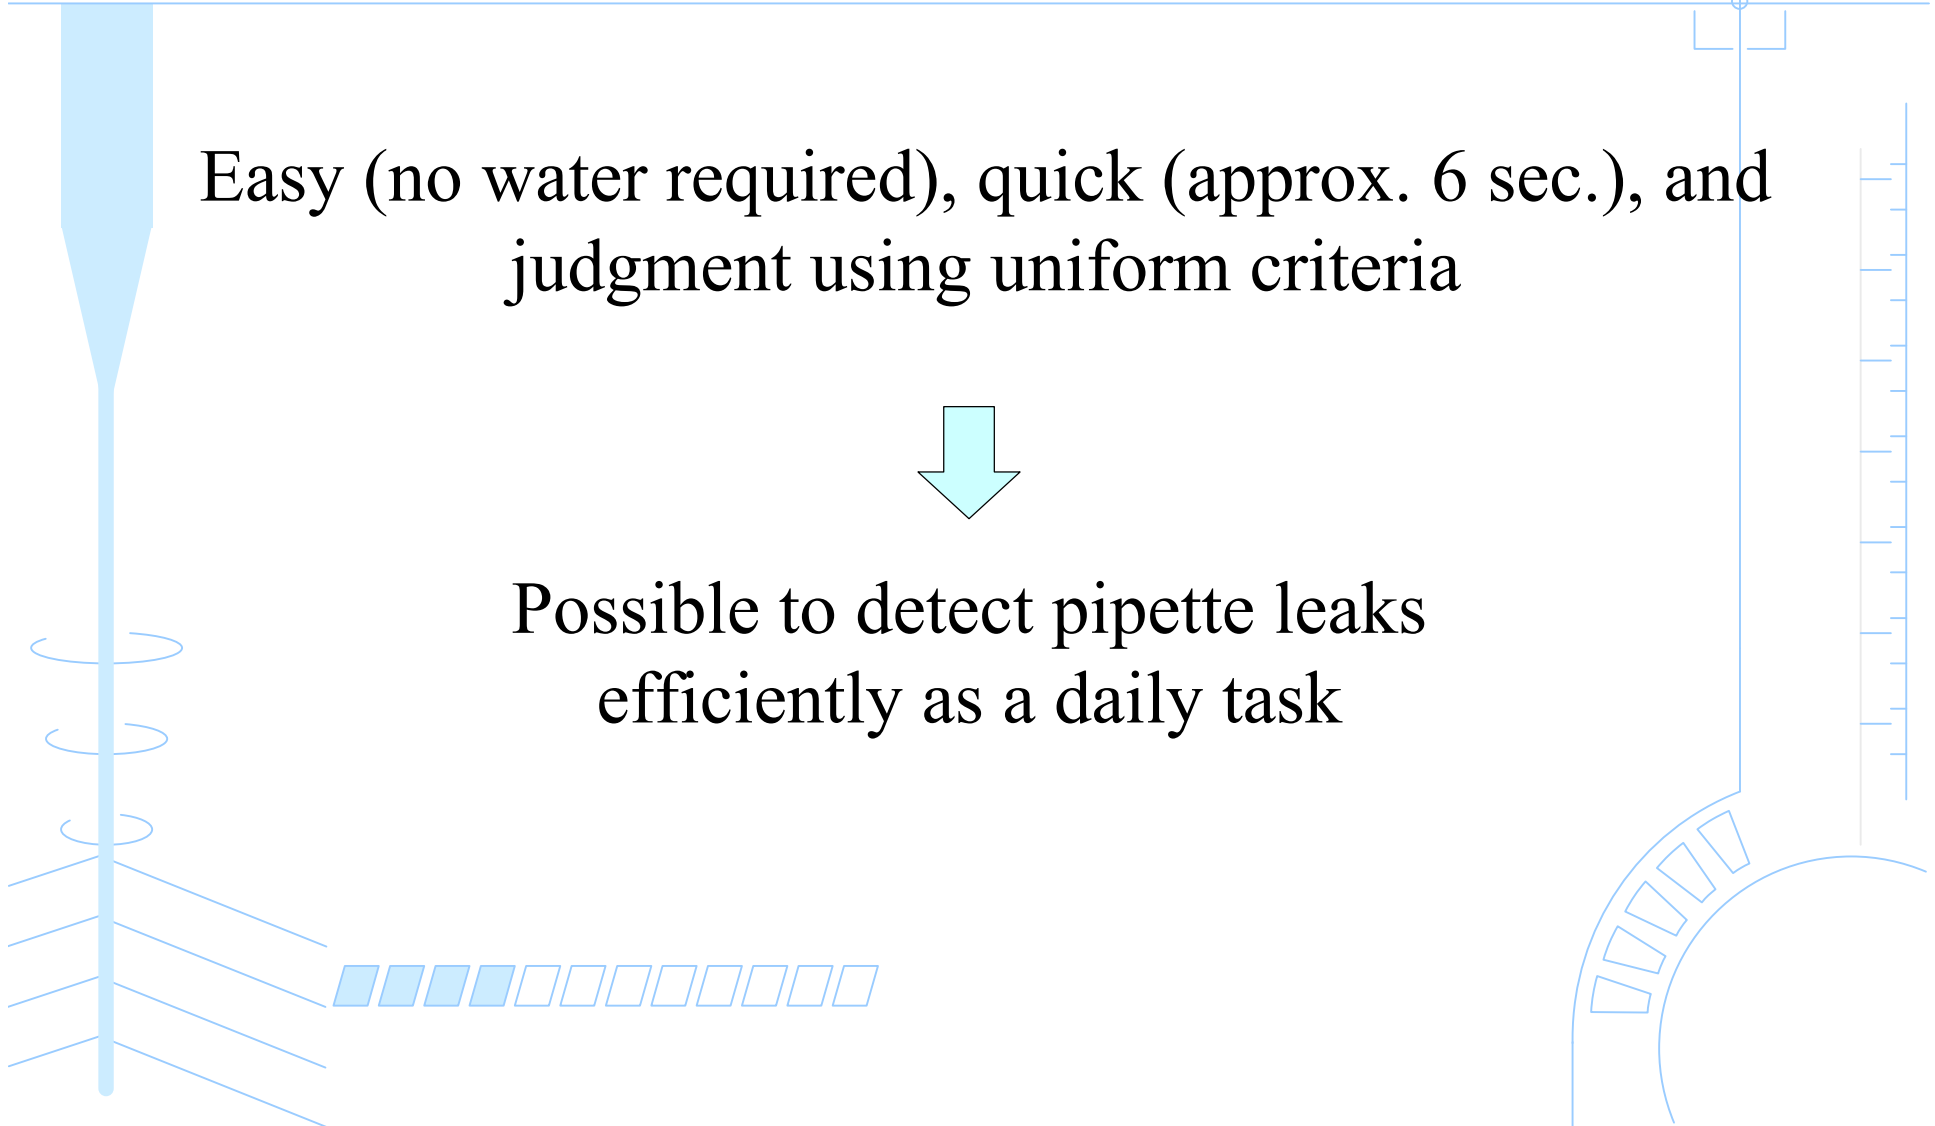 Easy (no water required), quick (approx. 6 sec.), and
judgment using uniform criteria
Possible to detect pipette leaks
efficiently as a daily task